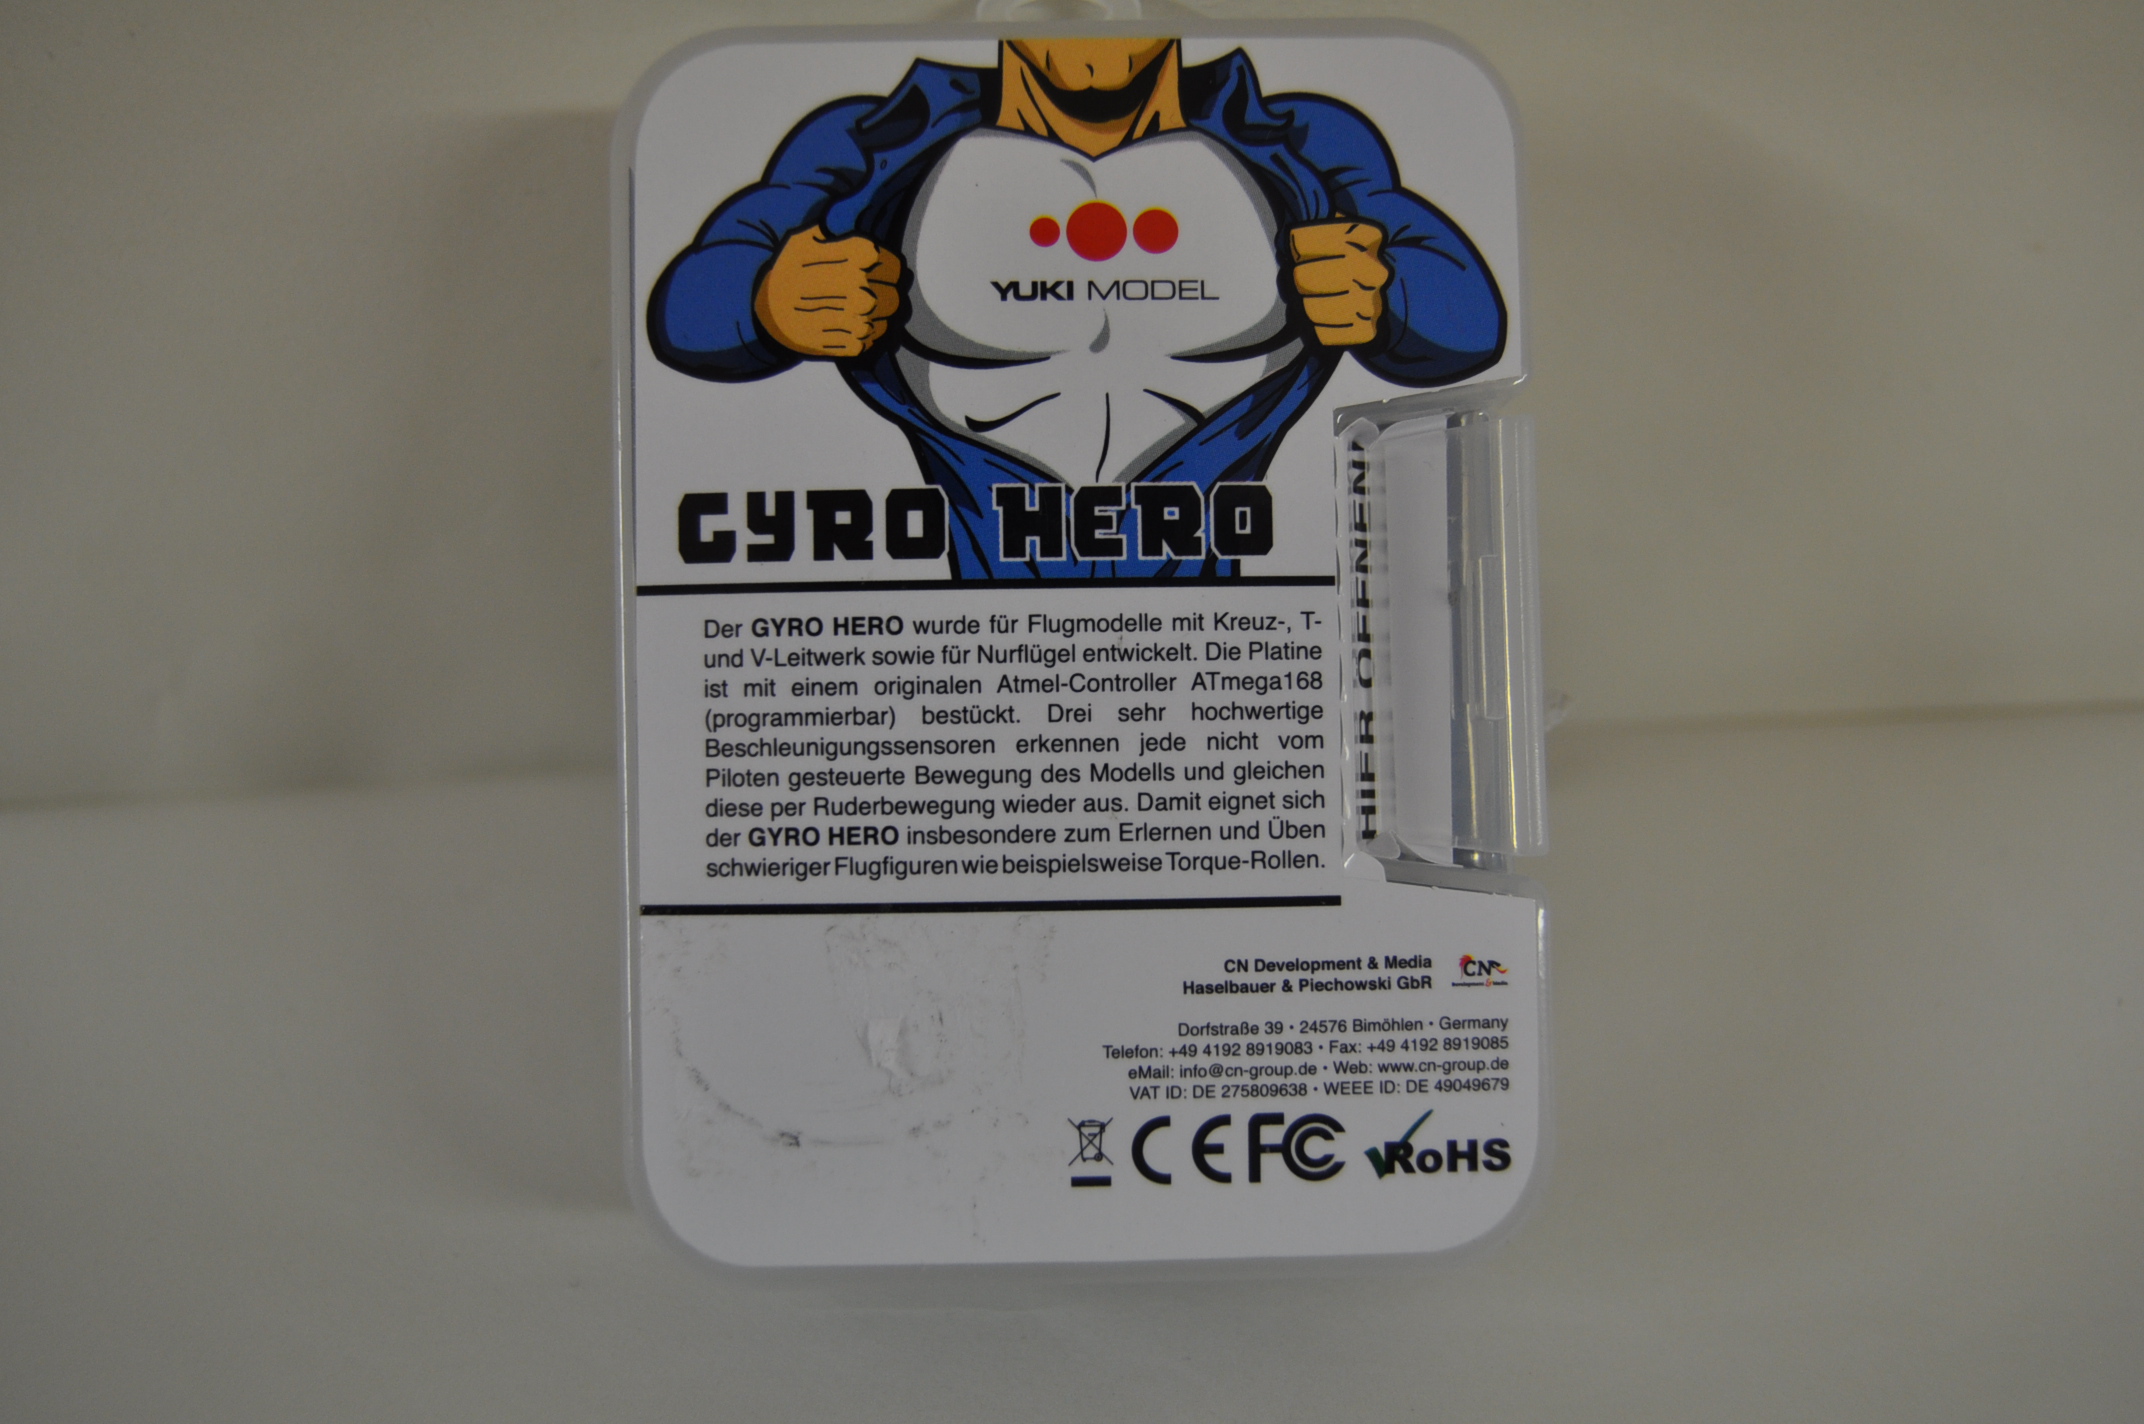 YUKI MODEL
GYRO HERO
Der GYRO HERO wurde für Flugmodelle mit Kreuz-, T-
und V-Leitwerk sowie für Nurflügel entwickelt. Die Platine
ist mit einem originalen Atmel-Controller ATmega168
(programmierbar) bestückt. Drei sehr hochwertige
Beschleunigungssensoren erkennen jede nicht vom
Piloten gesteuerte Bewegung des Modells und gleichen
diese per Ruderbewegung wieder aus. Damit eignet sich
der GYRO HERO insbesondere zum Erlernen und Üben
schwieriger Flugfiguren wie beispielsweise Torque-Rollen.
HIER ÖFFNEN
CN Development & Media
Haselbauer & Piechowski GbR
CN
Development & Media
Dorfstraße 39 • 24576 Bimöhlen • Germany
Telefon: +49 4192 8919083 • Fax: +49 4192 8919085
eMail: info@cn-group.de • Web: www.cn-group.de
VAT ID: DE 275809638 • WEEE ID: DE 49049679
CE FC RoHS